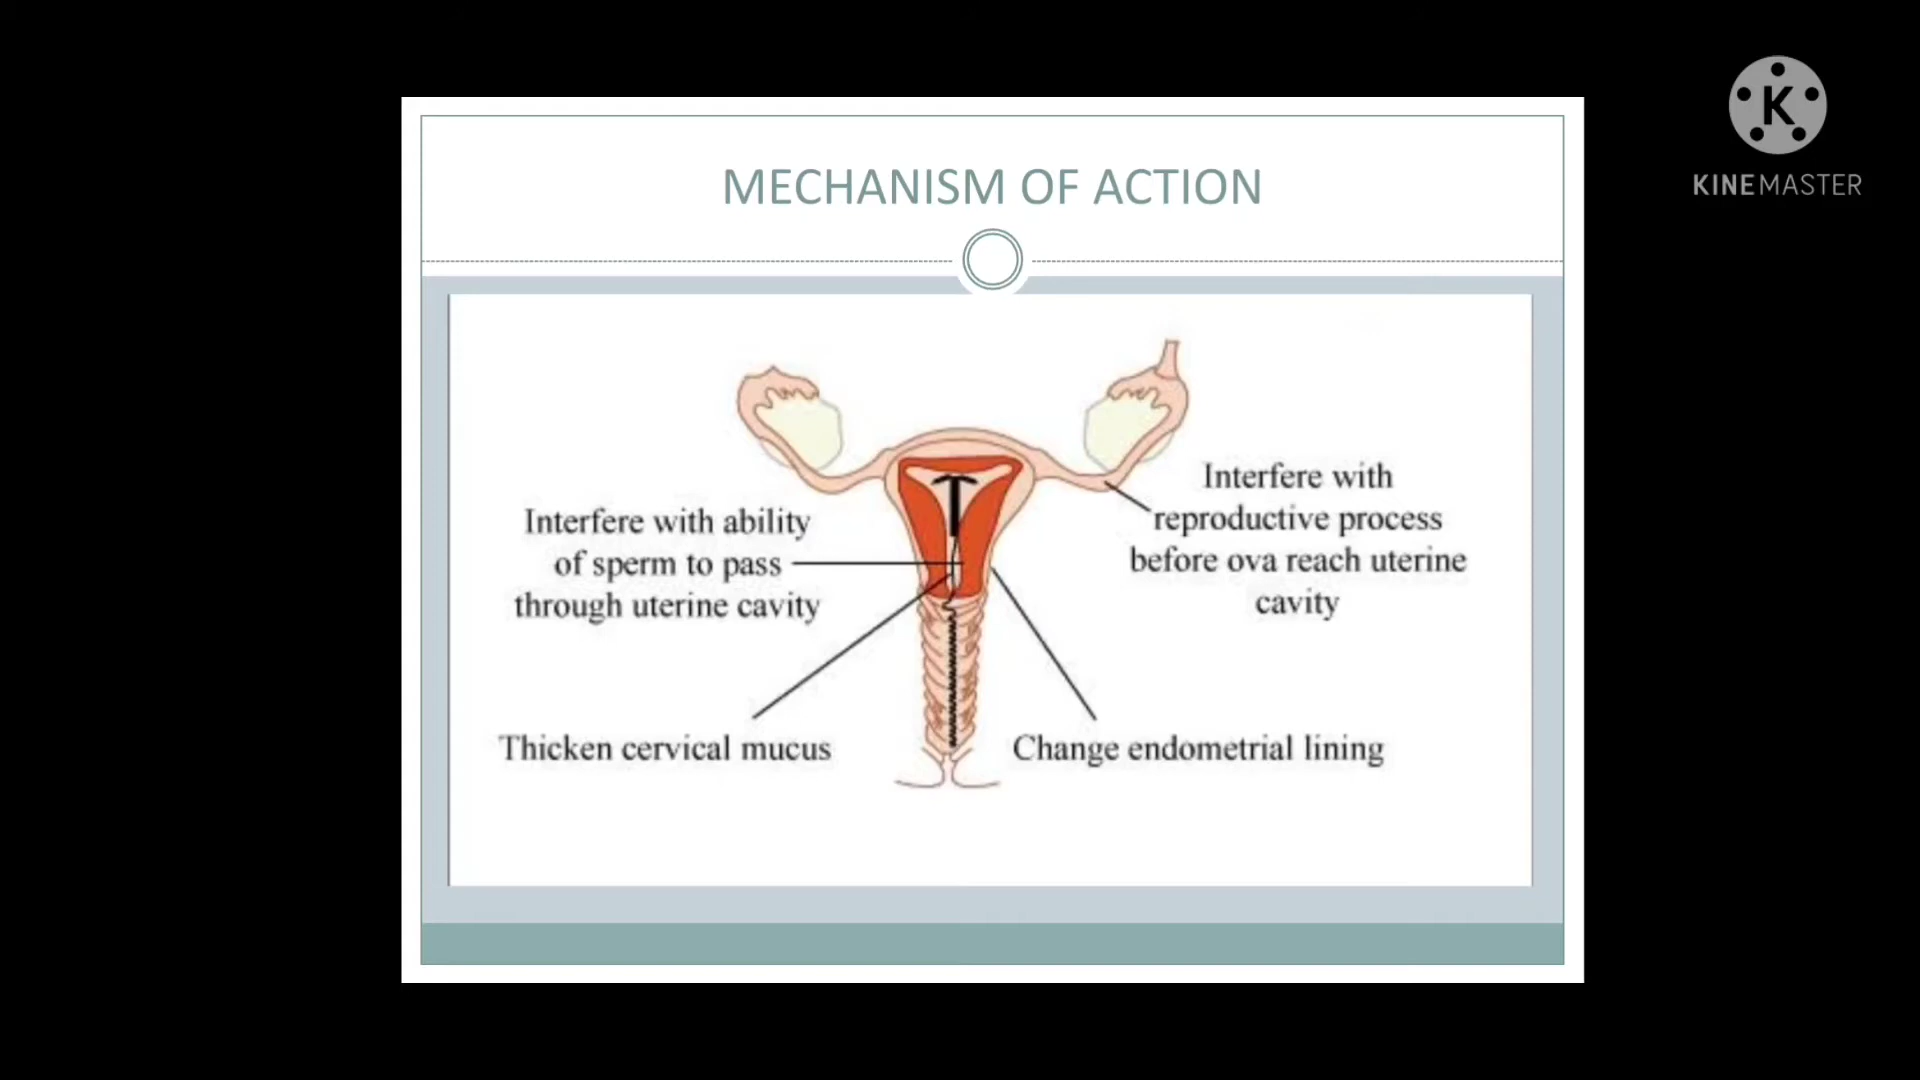 K
KINEMASTER
MECHANISM OF ACTION
Interfere with ability
of sperm to pass
through uterine cavity
Interfere with
reproductive process
before ova reach uterine
cavity
Thicken cervical mucus
Change endometrial lining